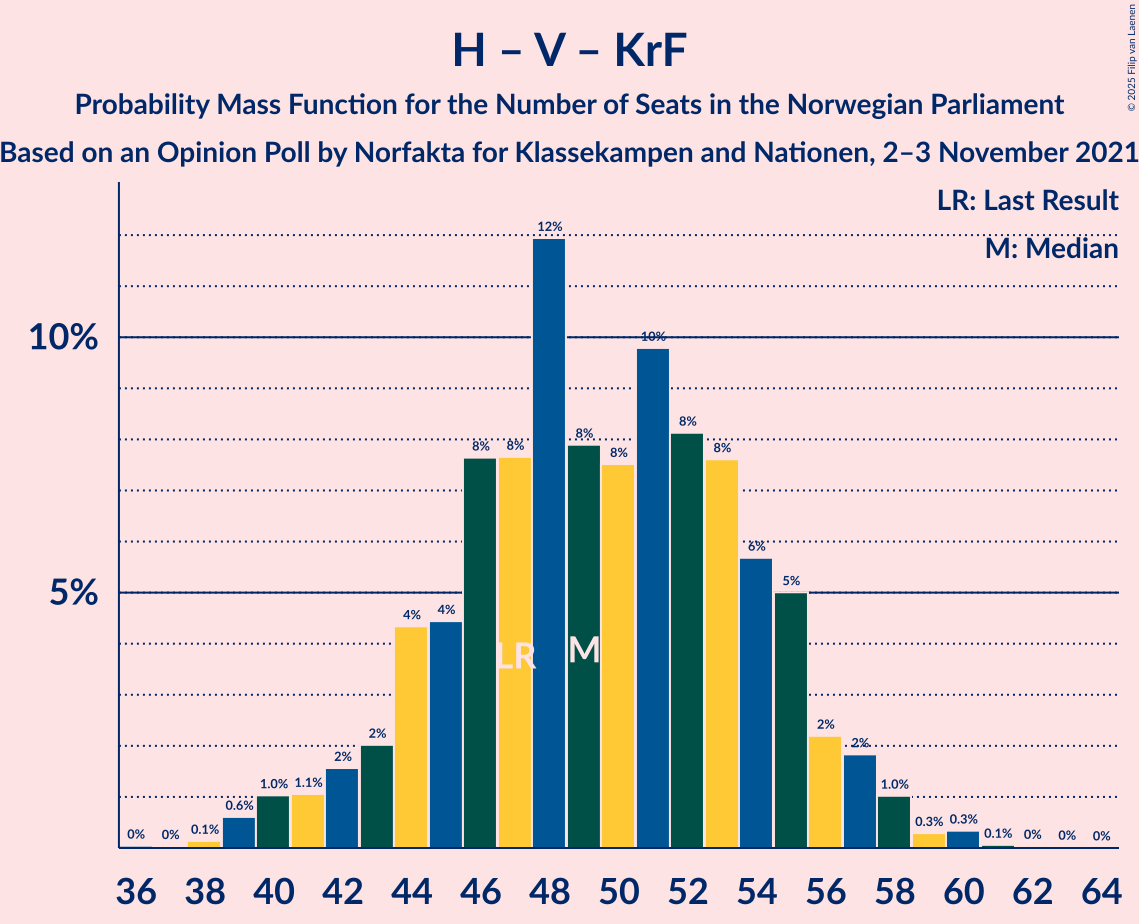 H – V – KrF
Probability Mass Function for the Number of Seats in the Norwegian Parliament
Based on an Opinion Poll by Norfakta for Klassekampen and Nationen, 2–3 November 2021
© 2025 Filip van Laenen
LR: Last Result
M: Median
10%
5%
0% 0% 0.1% 0.6% 1.0% 1.1% 2% 2% 4% 4% 8% 8% 12% 8% 8% 10% 8% 8% 6% 5% 2% 2% 1.0% 0.3% 0.3% 0.1% 0% 0% 0%
LR M
36 38 40 42 44 46 48 50 52 54 56 58 60 62 64